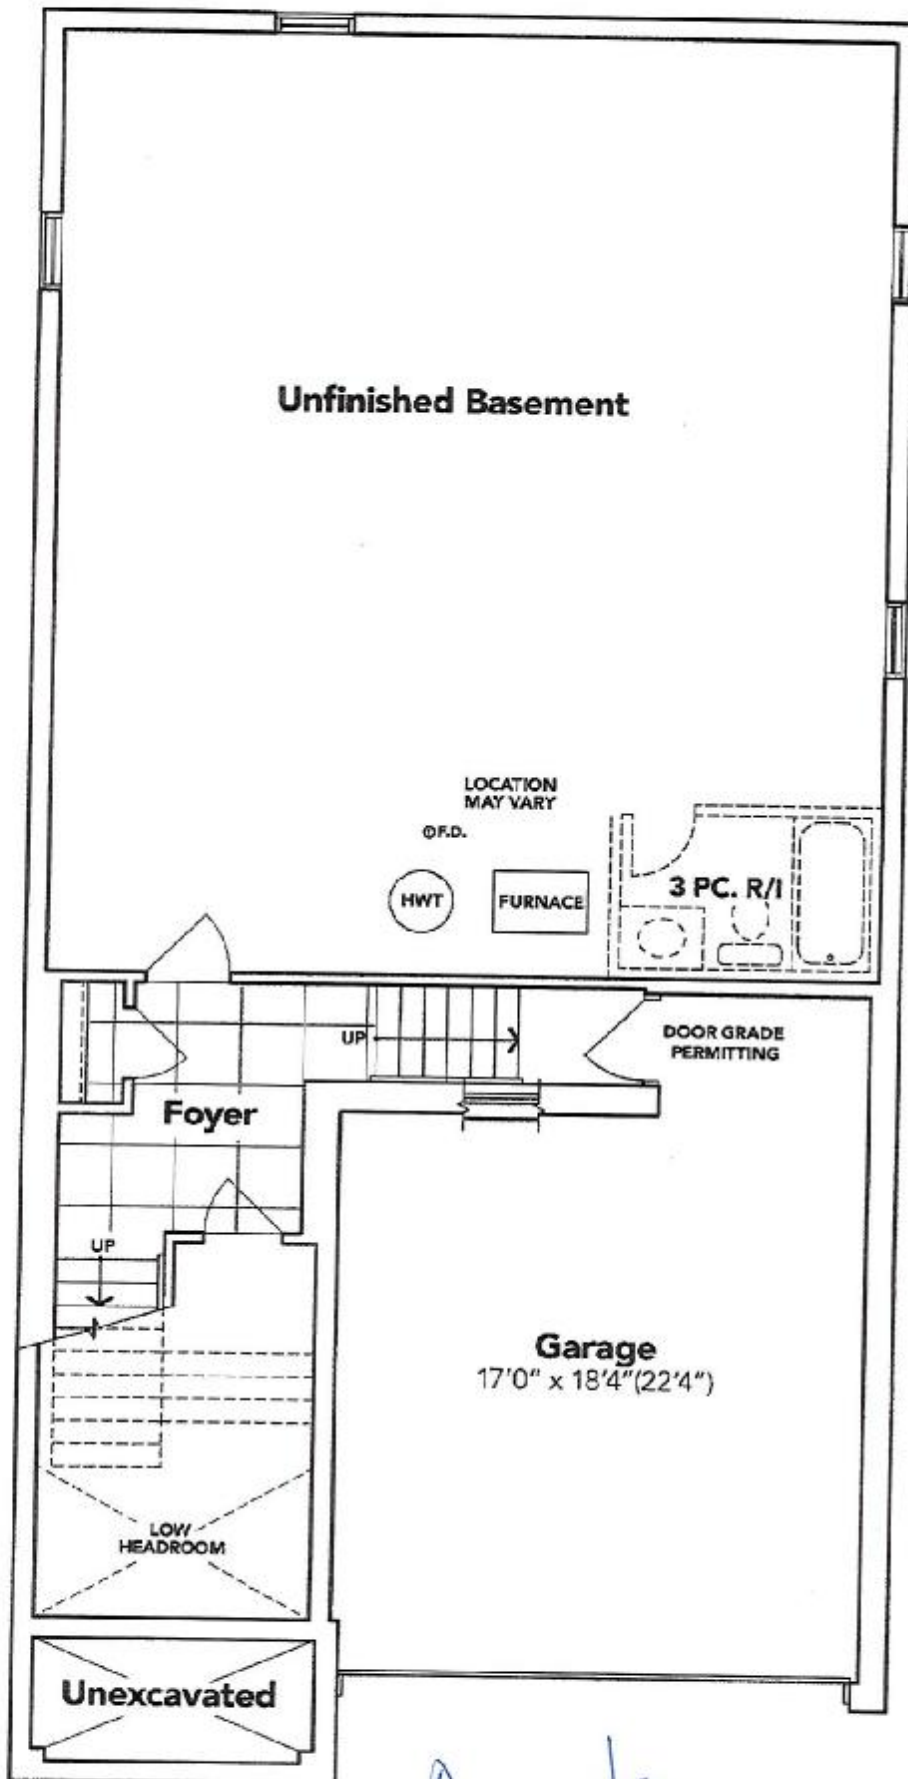 Unfinished Basement
LOCATION
MAY VARY
F.D.
HWT
FURNACE
3 PC. R/I
UP
DOOR GRADE
PERMITTING
Foyer
UP
Garage
17'0" x 18'4"(22'4")
LOW
HEADROOM
Unexcavated